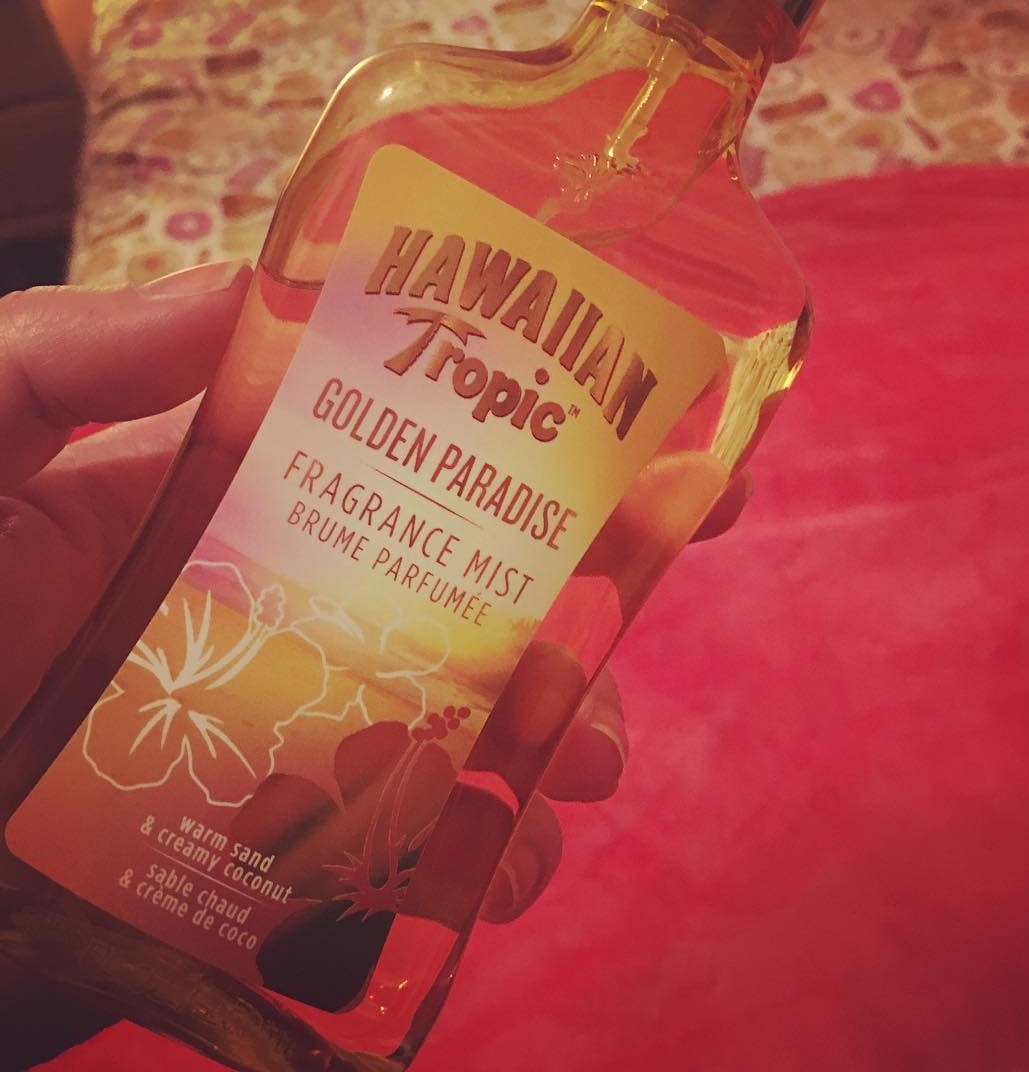 HAWAIIAN
Tropic™
GOLDEN PARADISE
FRAGRANCE MIST
BRUME PARFUMÉE
warm sand
& creamy coconut
sable chaud
& crème de coco